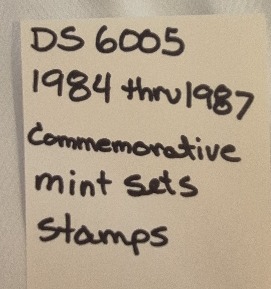 DS 6005
1984 thru 1987
Commemorative
mint sets
stamps